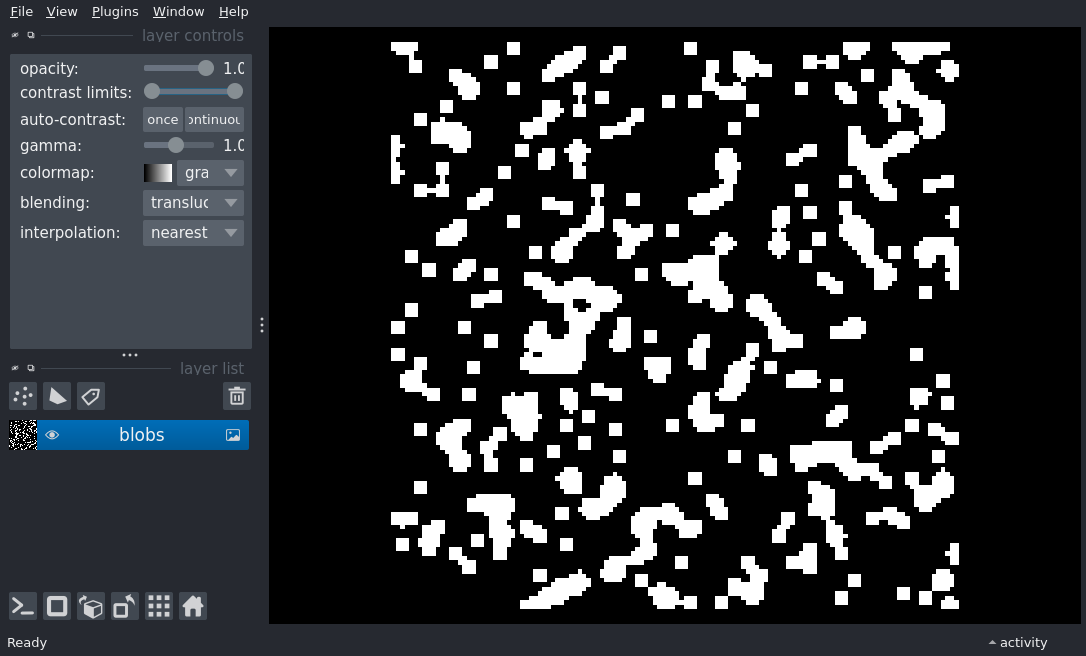 File View Plugins Window Help
layer controls
opacity: 1.0
contrast limits:
auto-contrast: once ontinuou
gamma: 1.0
colormap: gra
blending: transluc
interpolation: nearest
layer list
blobs
Ready activity